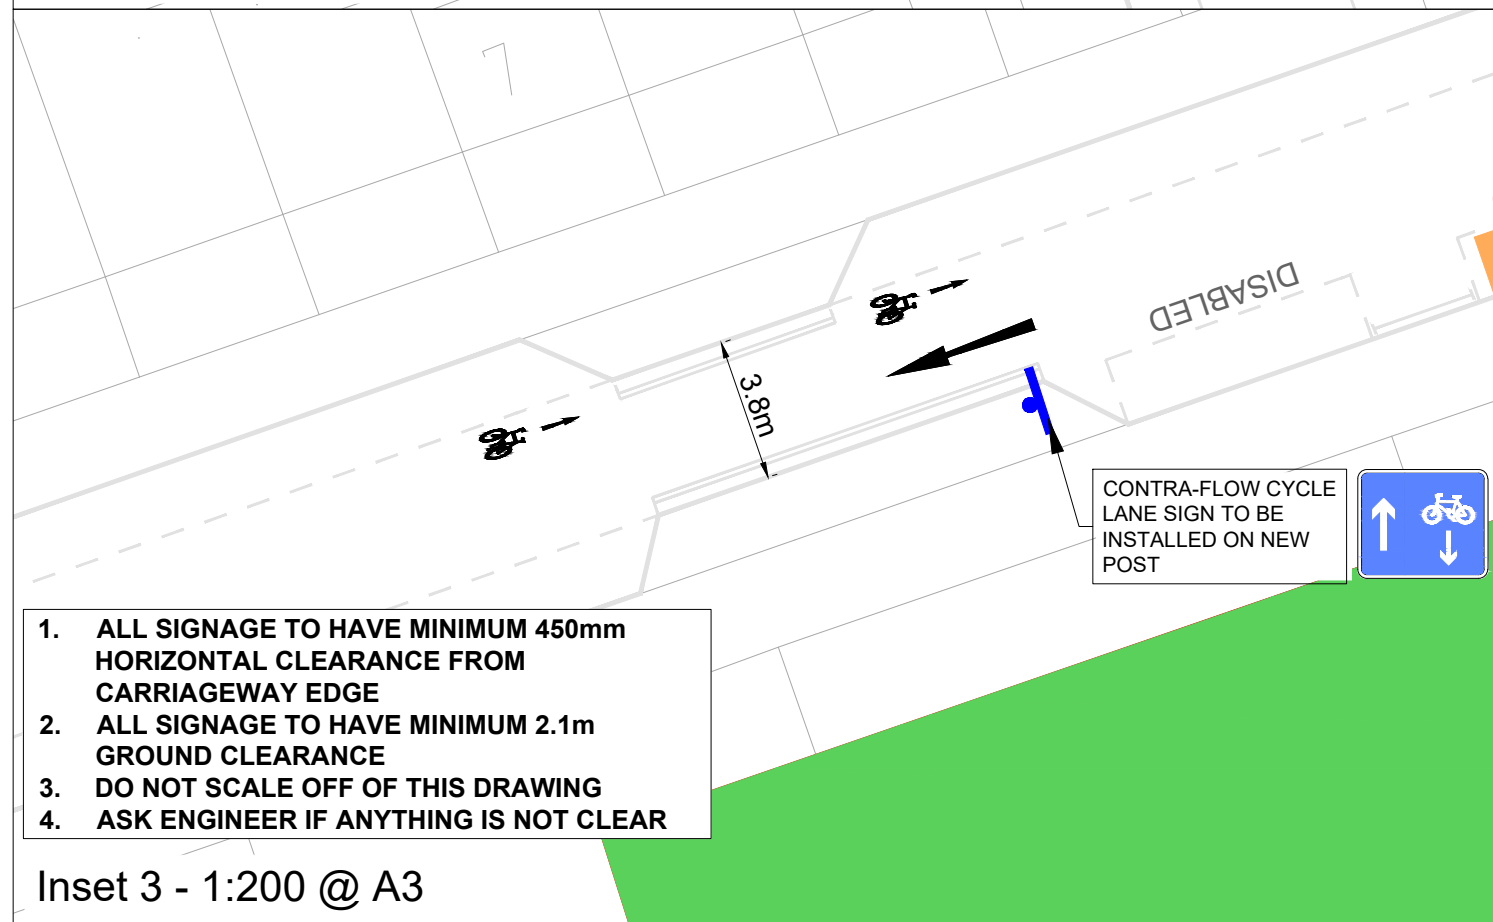 7
DISABLED
3.8m
CONTRA-FLOW CYCLE
LANE SIGN TO BE
INSTALLED ON NEW
POST
1. ALL SIGNAGE TO HAVE MINIMUM 450mm
HORIZONTAL CLEARANCE FROM
CARRIAGEWAY EDGE
2. ALL SIGNAGE TO HAVE MINIMUM 2.1m
GROUND CLEARANCE
3. DO NOT SCALE OFF OF THIS DRAWING
4. ASK ENGINEER IF ANYTHING IS NOT CLEAR
Inset 3 - 1:200 @ A3